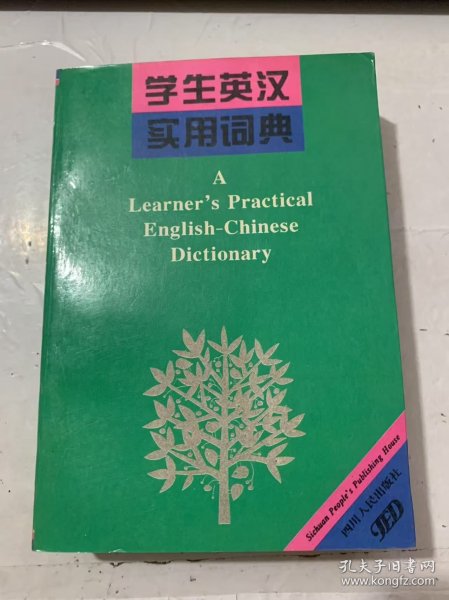 学生英汉
实用词典
A
Learner's Practical
English-Chinese
Dictionary
Sichuan People's Publishing House
四川人民出版社
JED
孔夫子旧书网
www.kongfz.com